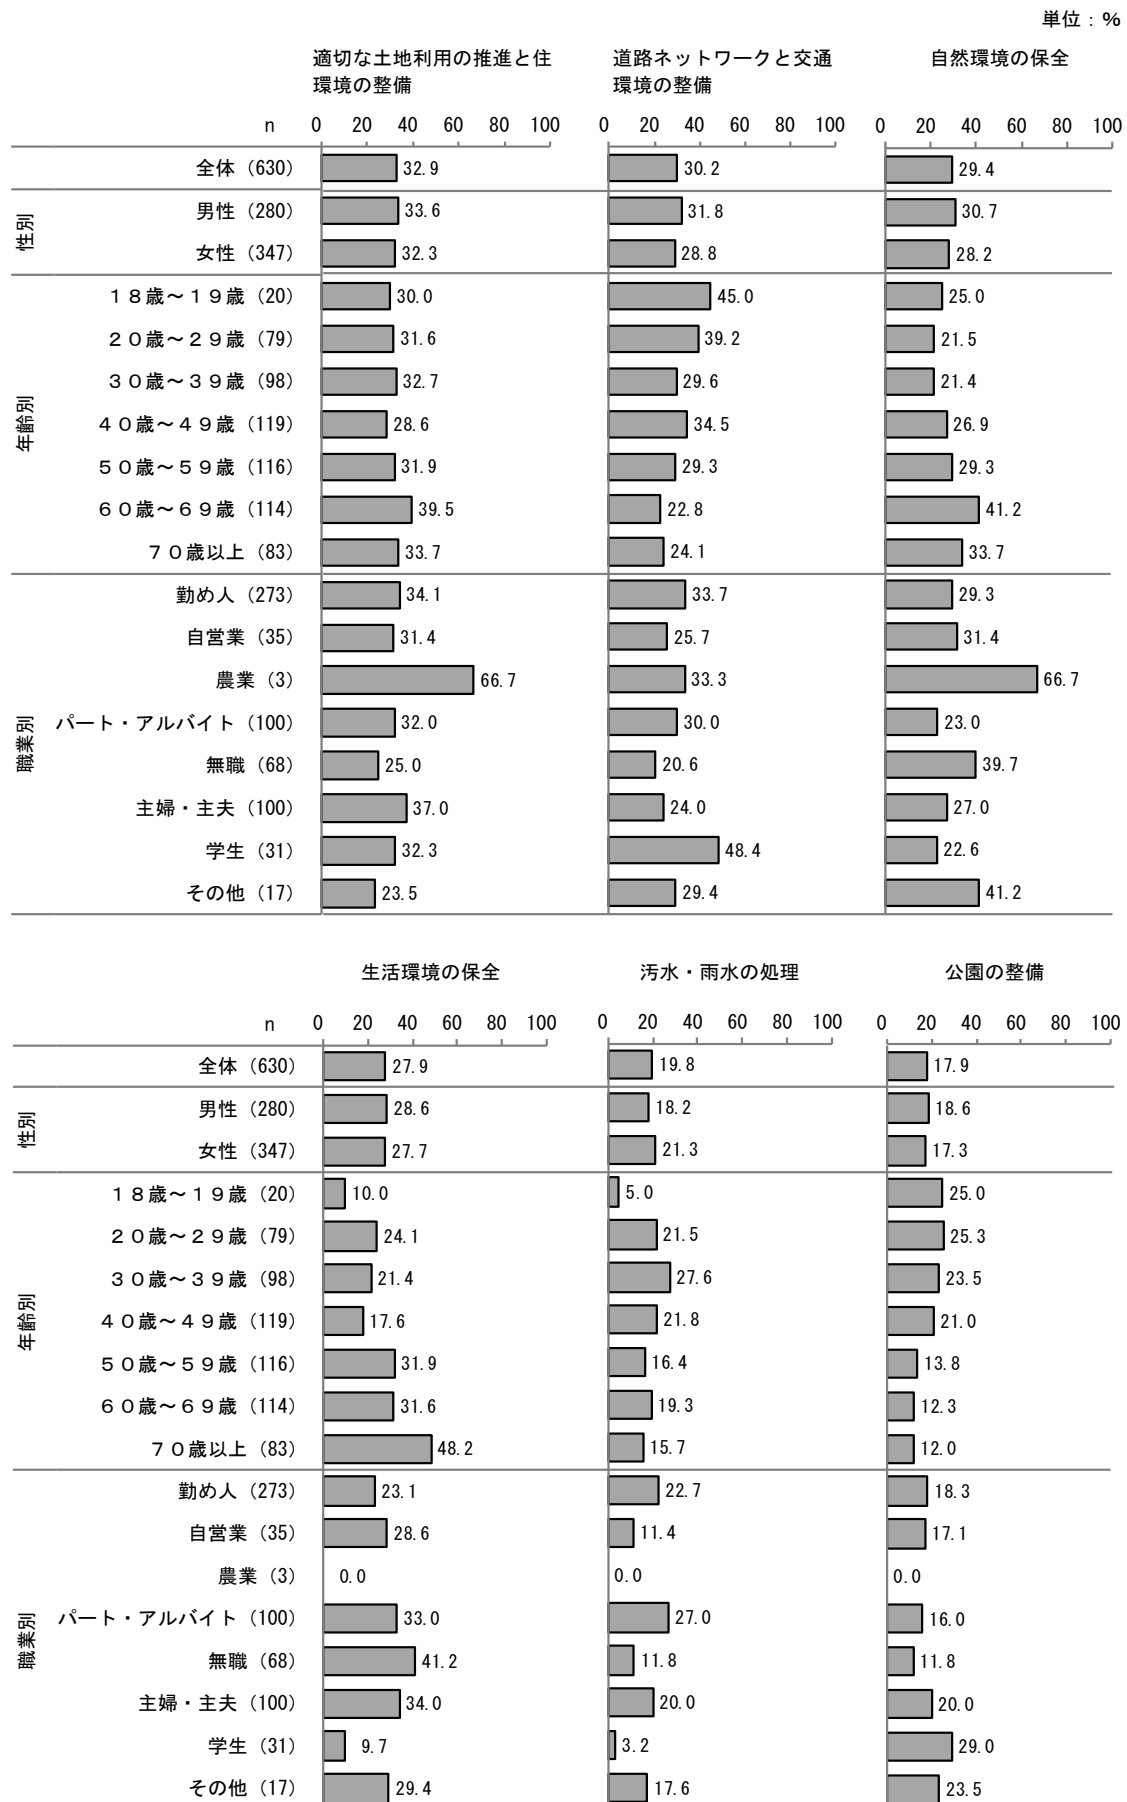 単位：％
適切な土地利用の推進と住
環境の整備
道路ネットワークと交通
環境の整備
自然環境の保全
n 0 20 40 60 80 100 0 20 40 60 80 100 0 20 40 60 80 100
全体（630） 32.9 30.2 29.4
性別
男性（280） 33.6 31.8 30.7
女性（347） 32.3 28.8 28.2
年齢別
１８歳～１９歳（20） 30.0 45.0 25.0
２０歳～２９歳（79） 31.6 39.2 21.5
３０歳～３９歳（98） 32.7 29.6 21.4
４０歳～４９歳（119） 28.6 34.5 26.9
５０歳～５９歳（116） 31.9 29.3 29.3
６０歳～６９歳（114） 39.5 22.8 41.2
７０歳以上（83） 33.7 24.1 33.7
職業別
勤め人（273） 34.1 33.7 29.3
自営業（35） 31.4 25.7 31.4
農業（3） 66.7 33.3 66.7
パート・アルバイト（100） 32.0 30.0 23.0
無職（68） 25.0 20.6 39.7
主婦・主夫（100） 37.0 24.0 27.0
学生（31） 32.3 48.4 22.6
その他（17） 23.5 29.4 41.2
生活環境の保全
汚水・雨水の処理
公園の整備
n 0 20 40 60 80 100 0 20 40 60 80 100 0 20 40 60 80 100
全体（630） 27.9 19.8 17.9
性別
男性（280） 28.6 18.2 18.6
女性（347） 27.7 21.3 17.3
年齢別
１８歳～１９歳（20） 10.0 5.0 25.0
２０歳～２９歳（79） 24.1 21.5 25.3
３０歳～３９歳（98） 21.4 27.6 23.5
４０歳～４９歳（119） 17.6 21.8 21.0
５０歳～５９歳（116） 31.9 16.4 13.8
６０歳～６９歳（114） 31.6 19.3 12.3
７０歳以上（83） 48.2 15.7 12.0
職業別
勤め人（273） 23.1 22.7 18.3
自営業（35） 28.6 11.4 17.1
農業（3） 0.0 0.0 0.0
パート・アルバイト（100） 33.0 27.0 16.0
無職（68） 41.2 11.8 11.8
主婦・主夫（100） 34.0 20.0 20.0
学生（31） 9.7 3.2 29.0
その他（17） 29.4 17.6 23.5